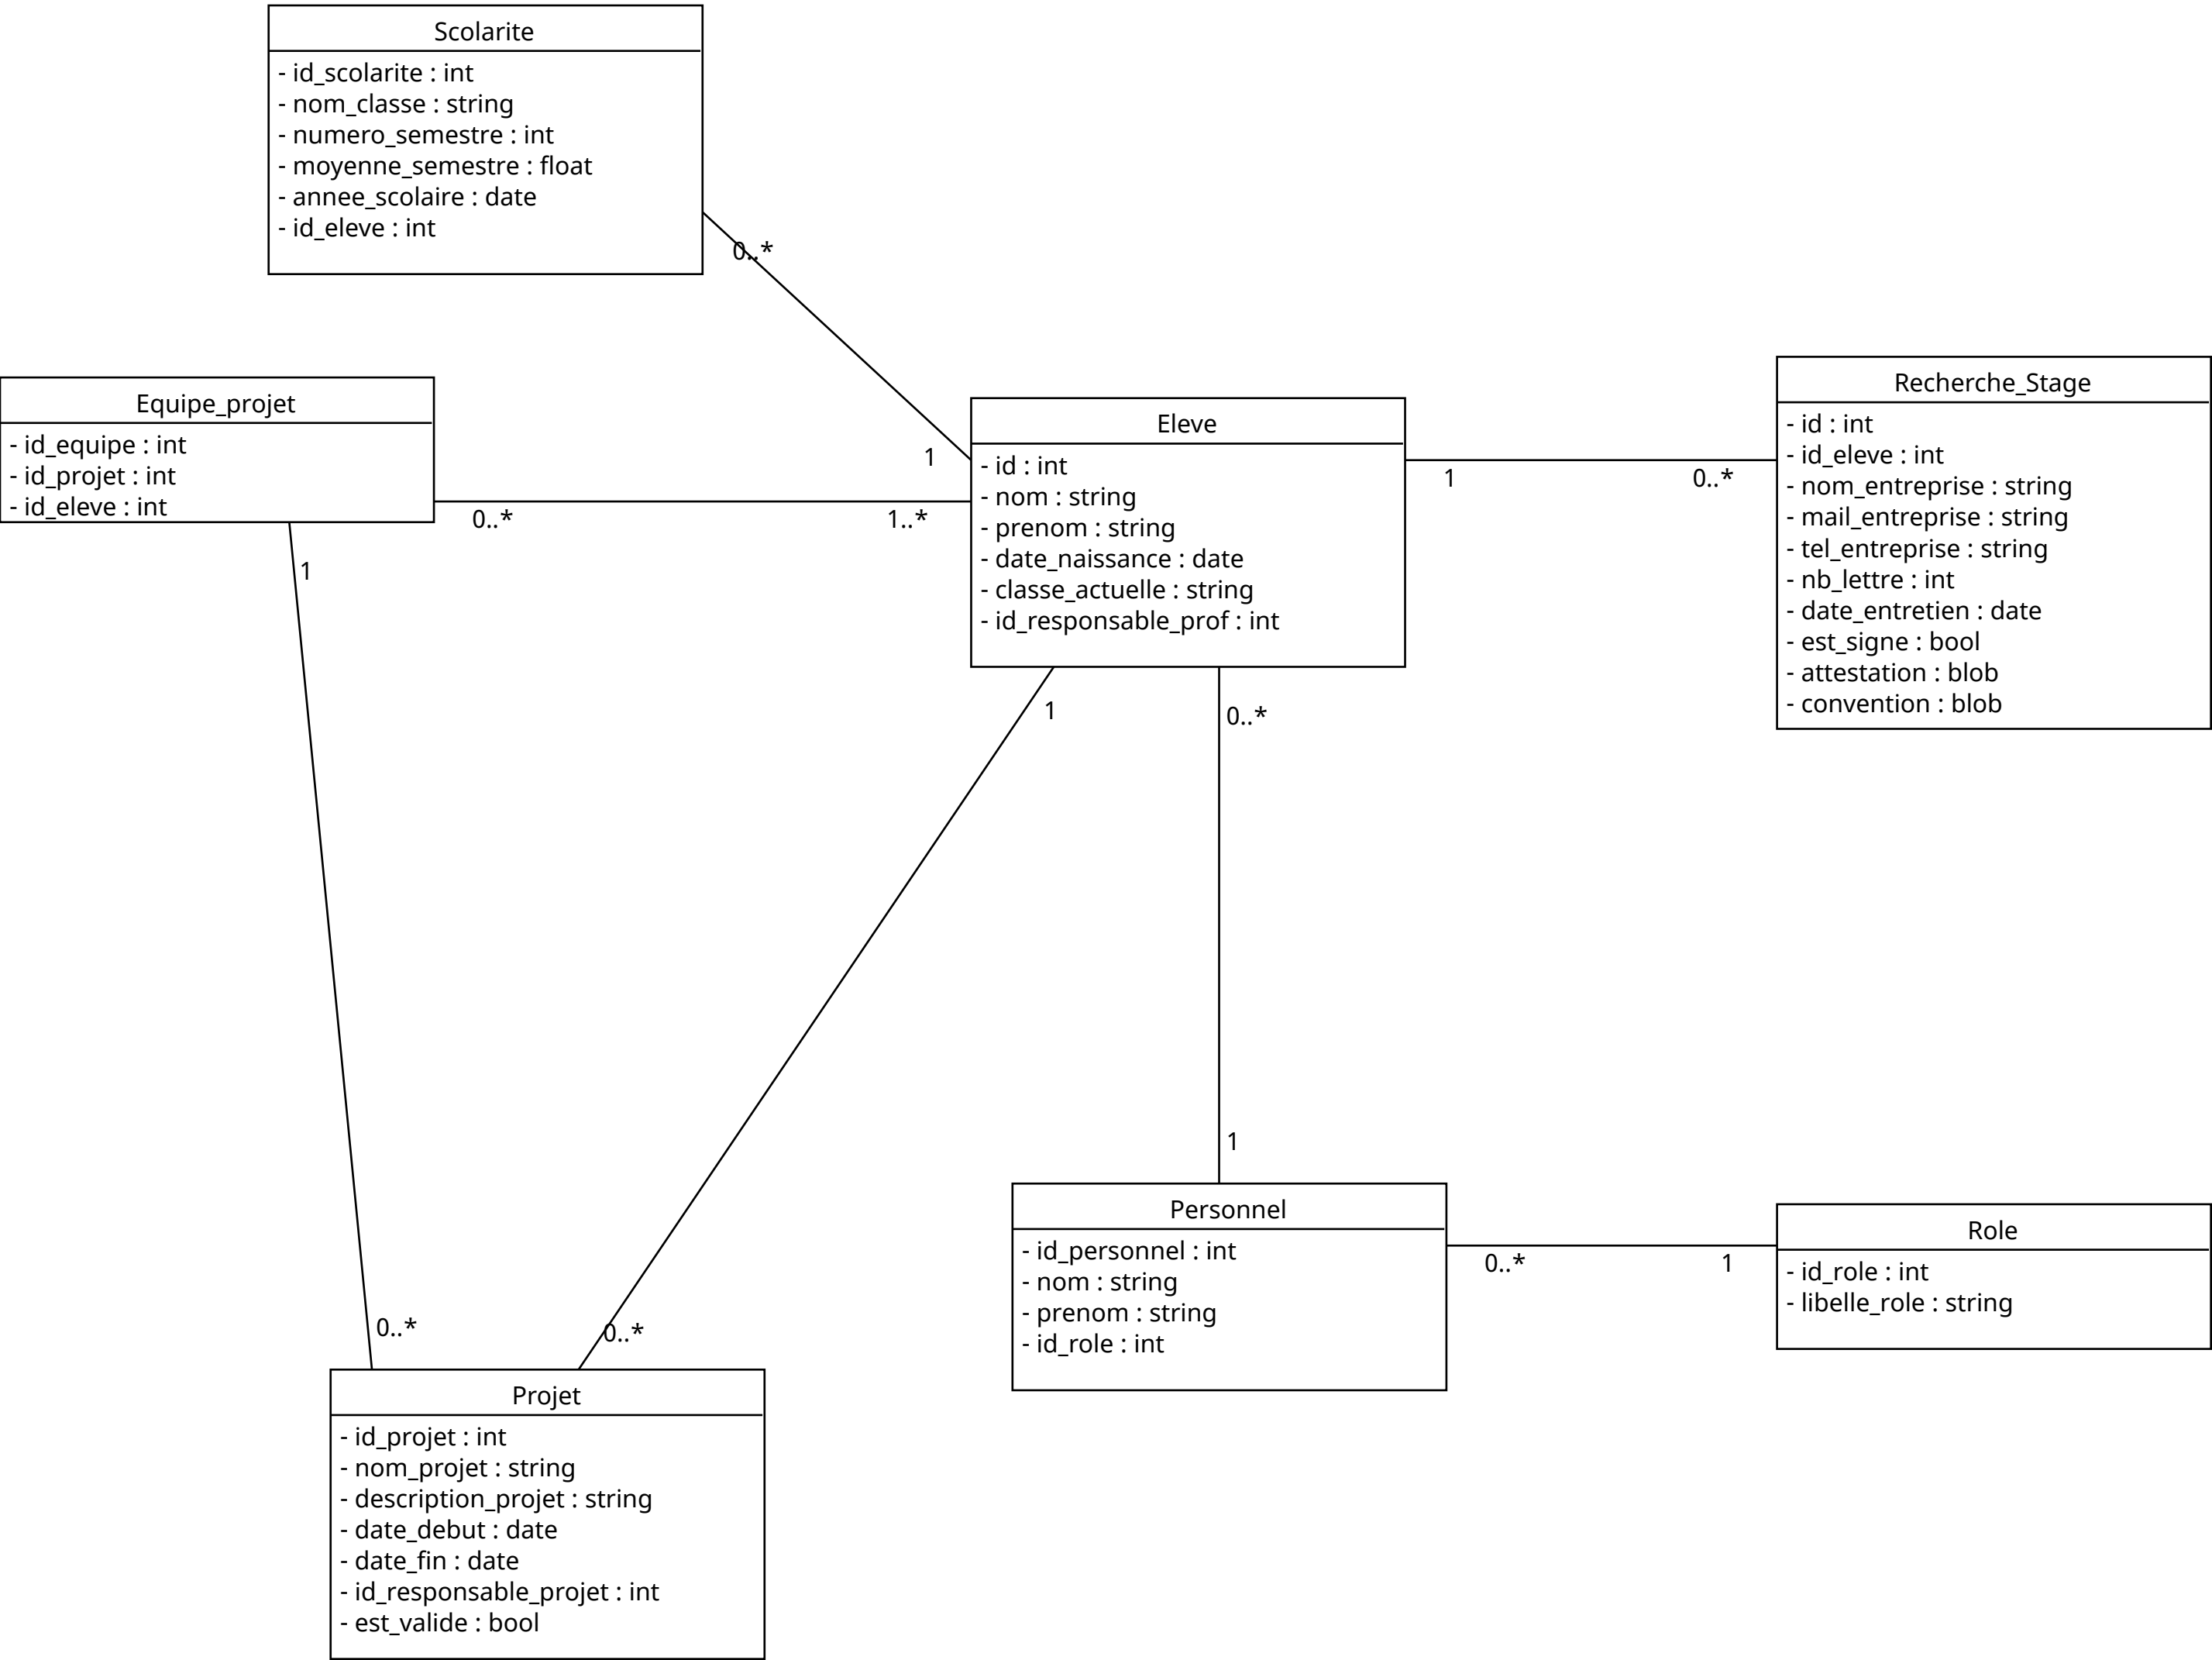 Scolarite
- id_scolarite : int
- nom_classe : string
- numero_semestre : int
- moyenne_semestre : float
- annee_scolaire : date
- id_eleve : int
0..*
1
Equipe_projet
- id_equipe : int
- id_projet : int
- id_eleve : int
0..*
1..*
1
Eleve
- id : int
- nom : string
- prenom : string
- date_naissance : date
- classe_actuelle : string
- id_responsable_prof : int
1
0..*
Recherche_Stage
- id : int
- id_eleve : int
- nom_entreprise : string
- mail_entreprise : string
- tel_entreprise : string
- nb_lettre : int
- date_entretien : date
- est_signe : bool
- attestation : blob
- convention : blob
1
0..*
1
0..*
0..*
Personnel
- id_personnel : int
- nom : string
- prenom : string
- id_role : int
0..*
1
Role
- id_role : int
- libelle_role : string
Projet
- id_projet : int
- nom_projet : string
- description_projet : string
- date_debut : date
- date_fin : date
- id_responsable_projet : int
- est_valide : bool